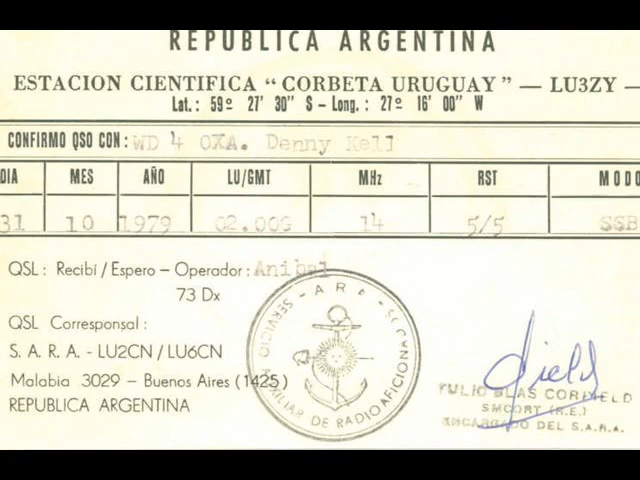 REPUBLICA ARGENTINA
ESTACION CIENTIFICA "CORBETA URUGUAY" — LU3ZY —
Lat.: 59º 27' 30" S – Long.: 27º 16' 00" W
CONFIRMO QSO CON: WD 4 OXA. Denny Kell
DIA MES AÑO LU/GMT MHz RST MODO
31 10 1979 02.00G 14 5/5 SSB
QSL: Recibí / Espero – Operador: Anibal
73 Dx
QSL Corresponsal:
S. A. R. A. - LU2CN / LU6CN
Malabia 3029 – Buenos Aires (1425)
REPUBLICA ARGENTINA
A R A
SERVICIO AUXILIAR DE RADIOAFICIONADOS
TULIO BLAS CORFIELD
SMCORT (R.E.)
ENCARGADO DEL S.A.R.A.